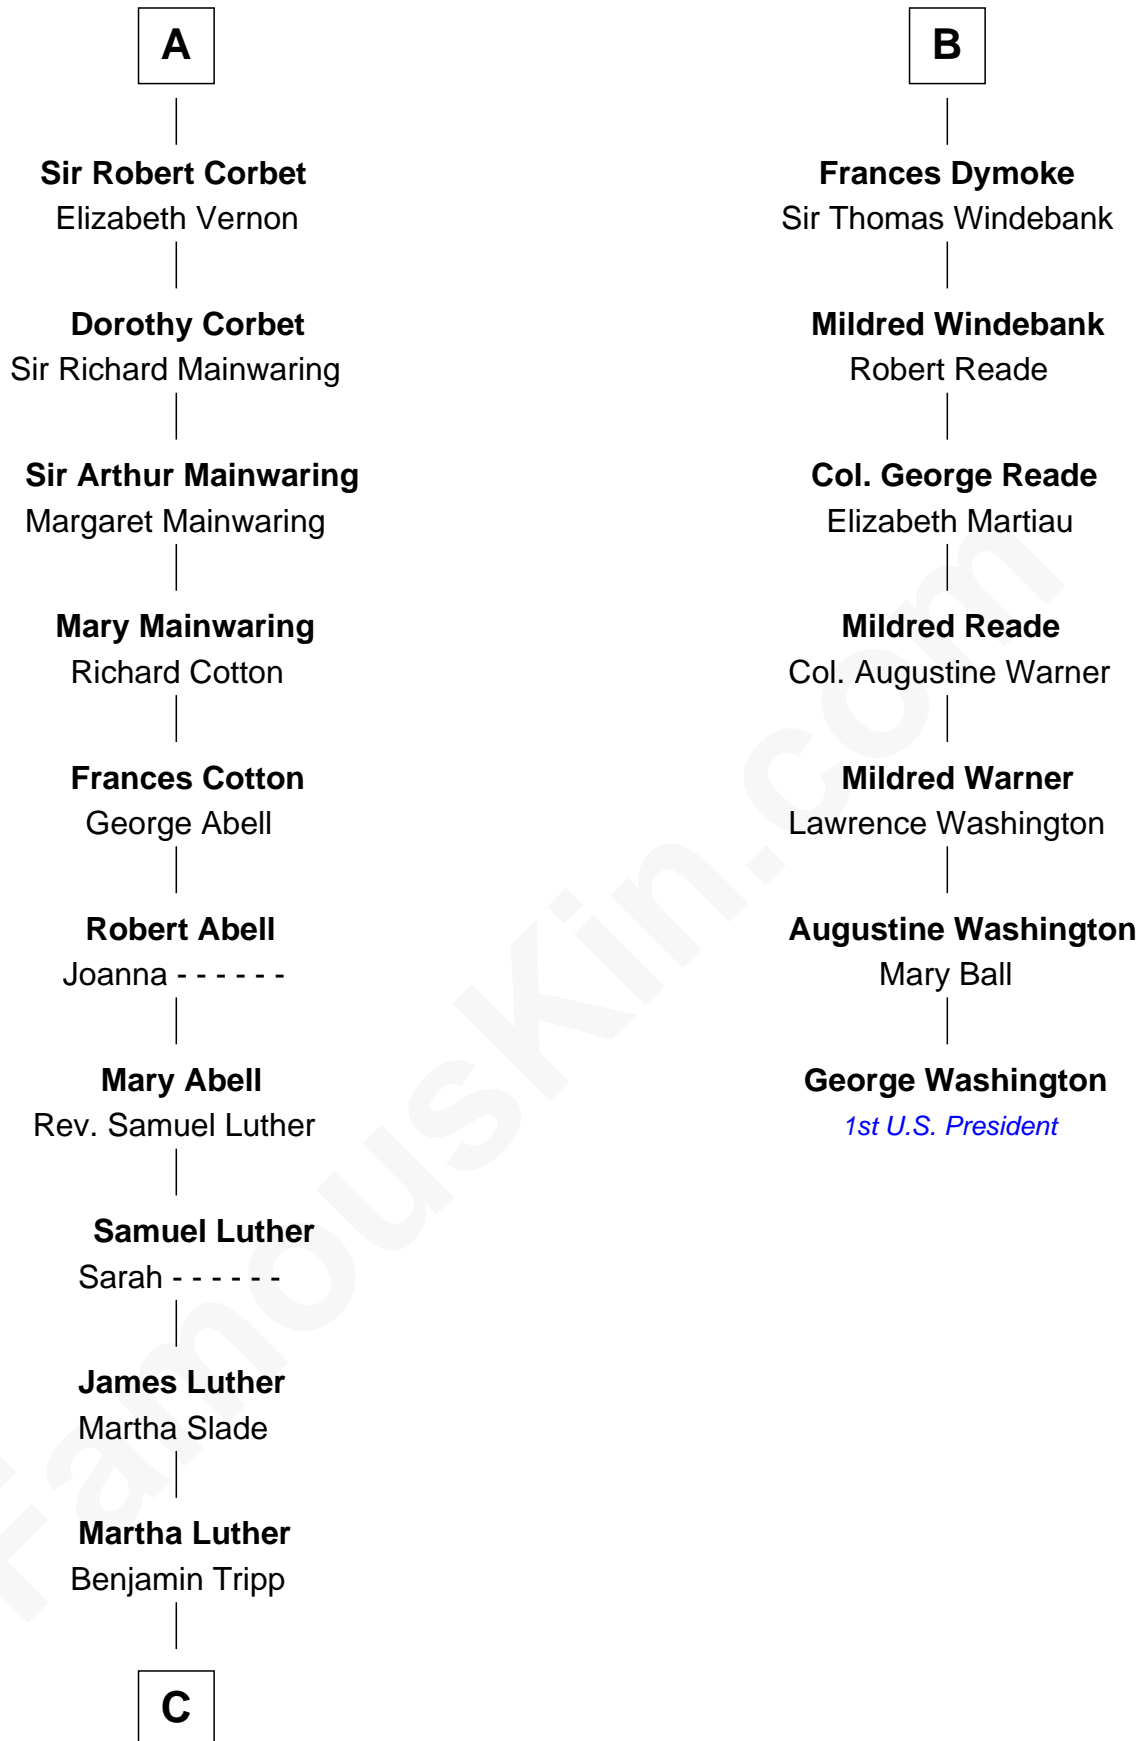 A
Sir Robert Corbet
Elizabeth Vernon
Dorothy Corbet
Sir Richard Mainwaring
Sir Arthur Mainwaring
Margaret Mainwaring
Mary Mainwaring
Richard Cotton
Frances Cotton
George Abell
Robert Abell
Joanna - - - - - -
Mary Abell
Rev. Samuel Luther
Samuel Luther
Sarah - - - - - -
James Luther
Martha Slade
Martha Luther
Benjamin Tripp
C
B
Frances Dymoke
Sir Thomas Windebank
Mildred Windebank
Robert Reade
Col. George Reade
Elizabeth Martiau
Mildred Reade
Col. Augustine Warner
Mildred Warner
Lawrence Washington
Augustine Washington
Mary Ball
George Washington
1st U.S. President
FamousKin.com